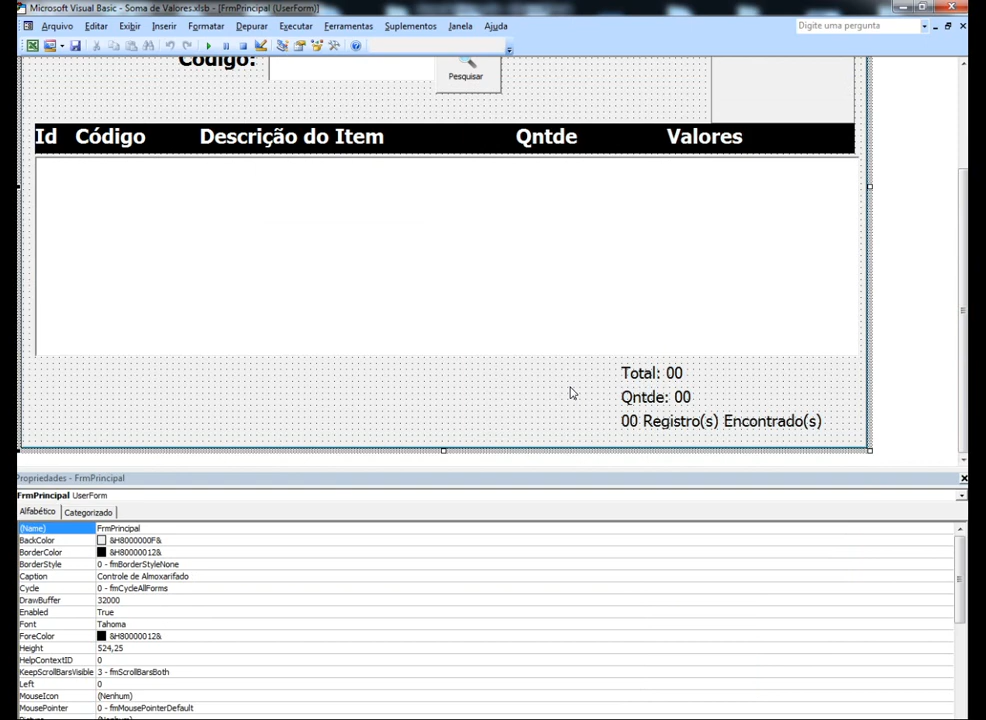 Microsoft Visual Basic - Soma de Valores.xlsb - [FrmPrincipal (UserForm)]
Arquivo Editar Exibir Inserir Formatar Depurar Executar Ferramentas Suplementos Janela Ajuda
Digite uma pergunta
Código:
Pesquisar
Id Código Descrição do Item Qntde Valores
Total: 00
Qntde: 00
00 Registro(s) Encontrado(s)
Propriedades - FrmPrincipal
FrmPrincipal UserForm
Alfabético Categorizado
(Name) FrmPrincipal
BackColor &H8000000F&
BorderColor &H80000012&
BorderStyle 0 - fmBorderStyleNone
Caption Controle de Almoxarifado
Cycle 0 - fmCycleAllForms
DrawBuffer 32000
Enabled True
Font Tahoma
ForeColor &H80000012&
Height 524,25
HelpContextID 0
KeepScrollBarsVisible 3 - fmScrollBarsBoth
Left 0
MouseIcon (Nenhum)
MousePointer 0 - fmMousePointerDefault